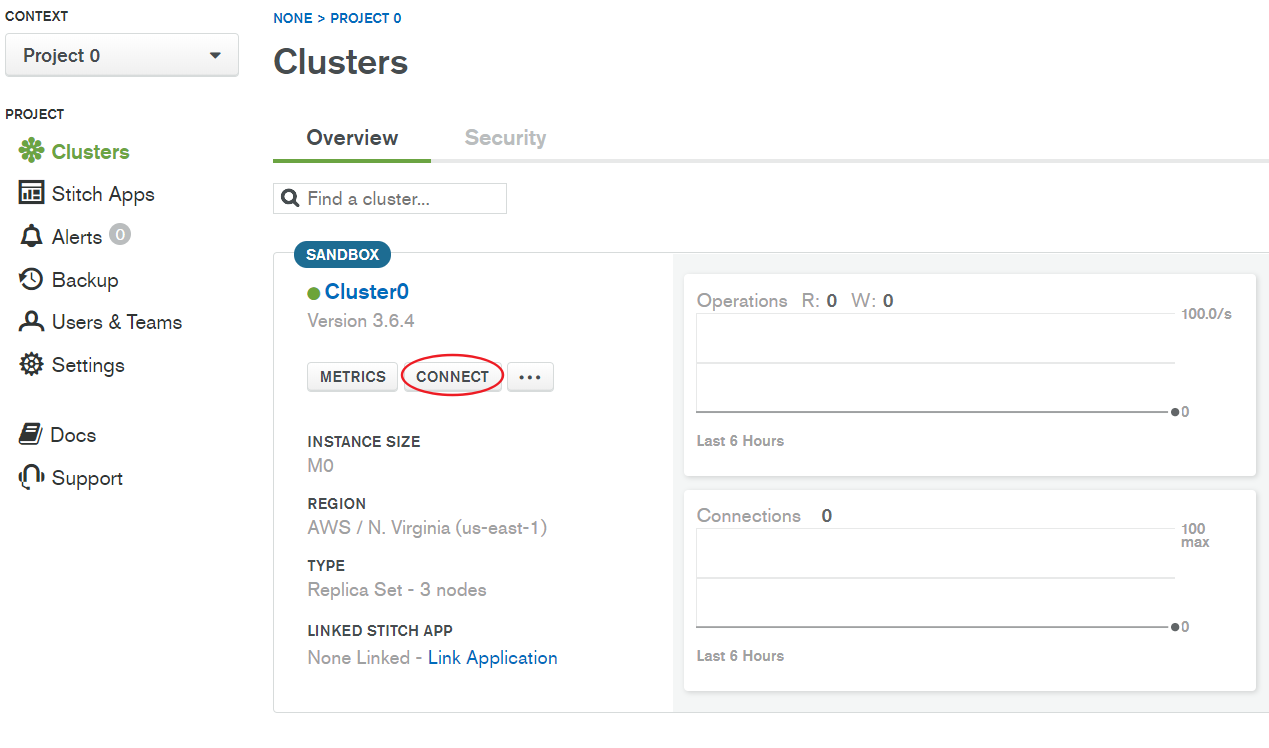 CONTEXT
Project 0
PROJECT
Clusters
Stitch Apps
Alerts 0
Backup
Users & Teams
Settings
Docs
Support
NONE > PROJECT 0
Clusters
Overview Security
Find a cluster...
SANDBOX
Cluster0
Version 3.6.4
METRICS CONNECT ...
INSTANCE SIZE
M0
REGION
AWS / N. Virginia (us-east-1)
TYPE
Replica Set - 3 nodes
LINKED STITCH APP
None Linked - Link Application
Operations R: 0 W: 0
100.0/s
0
Last 6 Hours
Connections 0
100
max
0
Last 6 Hours